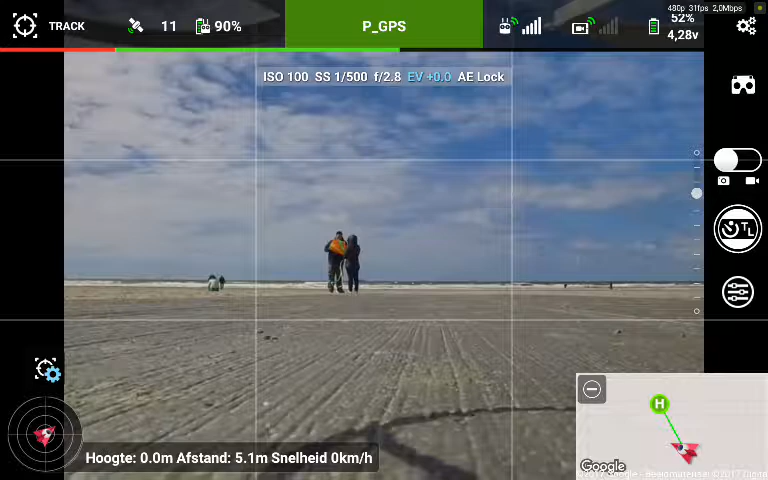 480p 31fps 2,0Mbps
TRACK 11 90% P_GPS 52%
4,28v
ISO 100 SS 1/500 f/2.8 EV +0.0 AE Lock
TL
H
Hoogte: 0.0m Afstand: 5.1m Snelheid 0km/h
Google